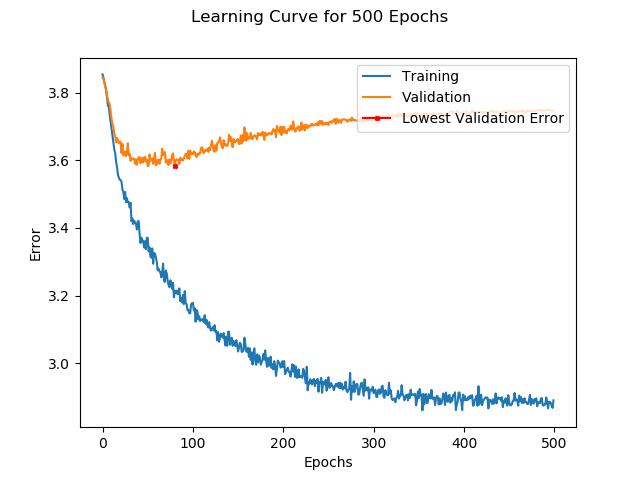 Learning Curve for 500 Epochs
Training
Validation
Lowest Validation Error
3.8
3.6
3.4
3.2
3.0
Error
0
100
200
300
400
500
Epochs